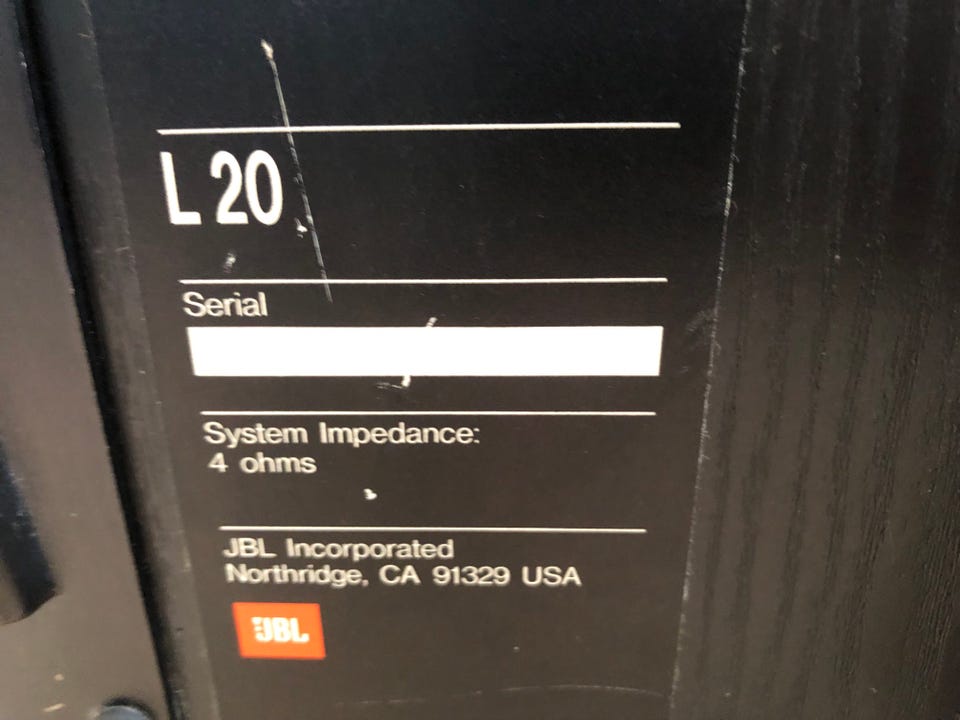 L 20
Serial
System Impedance:
4 ohms
JBL Incorporated
Northridge, CA 91329 USA
JBL